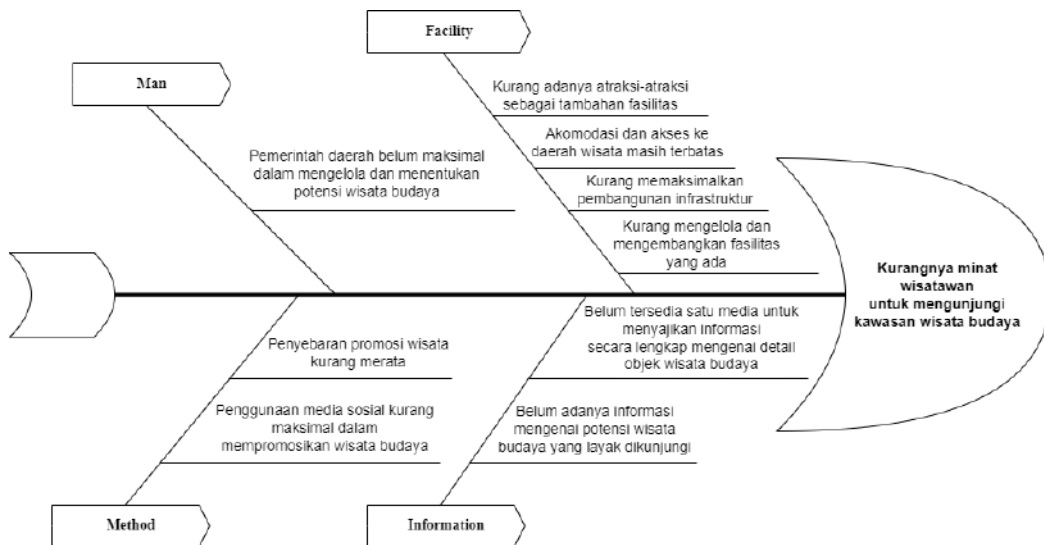 Facility
Man
Kurang adanya atraksi-atraksi
sebagai tambahan fasilitas
Akomodasi dan akses ke
daerah wisata masih terbatas
Pemerintah daerah belum maksimal
dalam mengelola dan menentukan
potensi wisata budaya
Kurang memaksimalkan
pembangunan infrastruktur
Kurang mengelola dan
mengembangkan fasilitas
yang ada
Kurangnya minat
wisatawan
untuk mengunjungi
kawasan wisata budaya
Belum tersedia satu media untuk
menyajikan informasi
secara lengkap mengenai detail
objek wisata budaya
Penyebaran promosi wisata
kurang merata
Penggunaan media sosial kurang
maksimal dalam
mempromosikan wisata budaya
Belum adanya informasi
mengenai potensi wisata
budaya yang layak dikunjungi
Method
Information